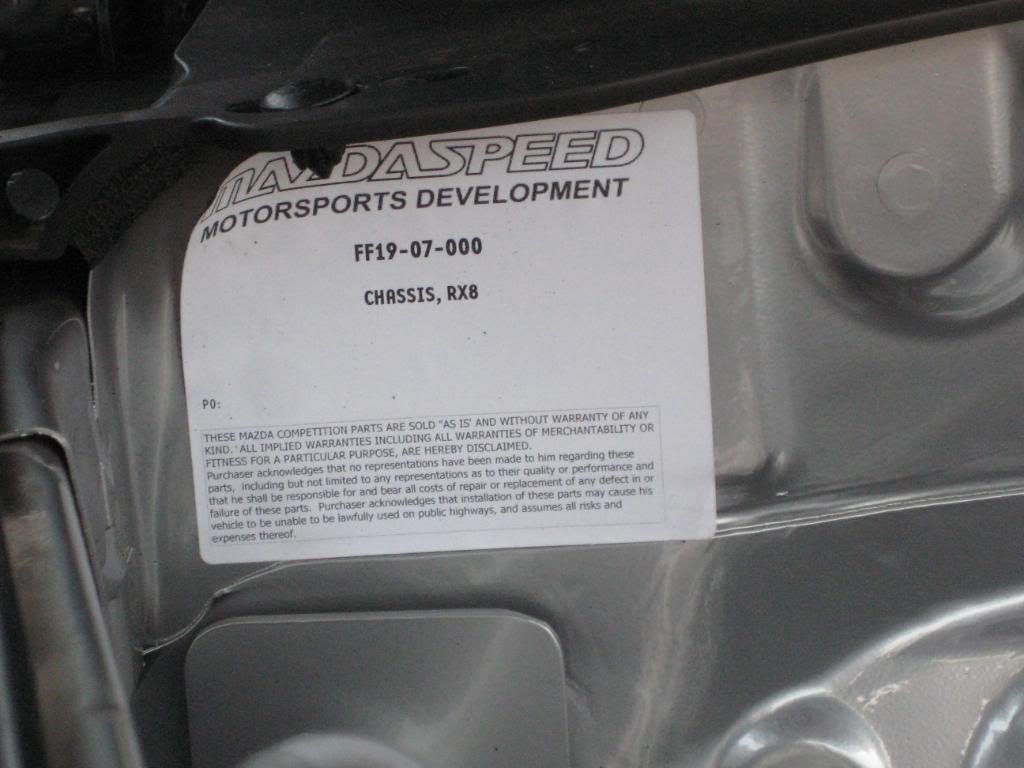 MAZDASPEED
MOTORSPORTS DEVELOPMENT
FF19-07-000
CHASSIS, RX8
PO:
THESE MAZDA COMPETITION PARTS ARE SOLD "AS IS' AND WITHOUT WARRANTY OF ANY
KIND. ' ALL IMPLIED WARRANTIES INCLUDING ALL WARRANTIES OF MERCHANTABILITY OR
FITNESS FOR A PARTICULAR PURPOSE, ARE HEREBY DISCLAIMED.
Purchaser acknowledges that no representations have been made to him regarding these
parts, including but not limited to any representations as to their quality or performance and
that he shall be responsible for and bear all costs of repair or replacement of any defect in or
failure of these parts. Purchaser acknowledges that installation of these parts may cause his
vehicle to be unable to be lawfully used on public highways, and assumes all risks and
expenses thereof.